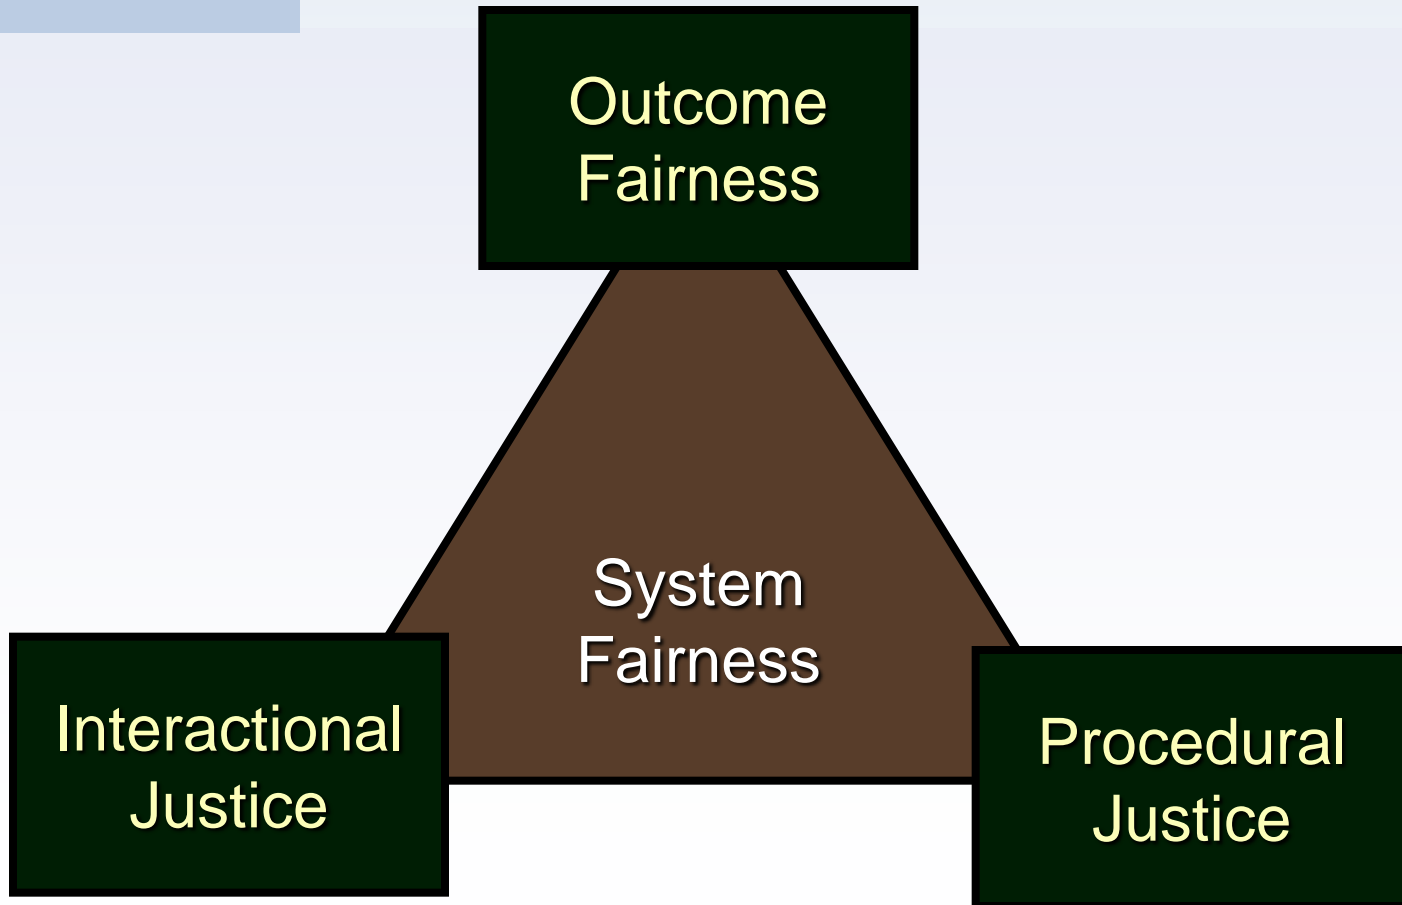 Outcome
Fairness
System
Fairness
Interactional
Justice
Procedural
Justice